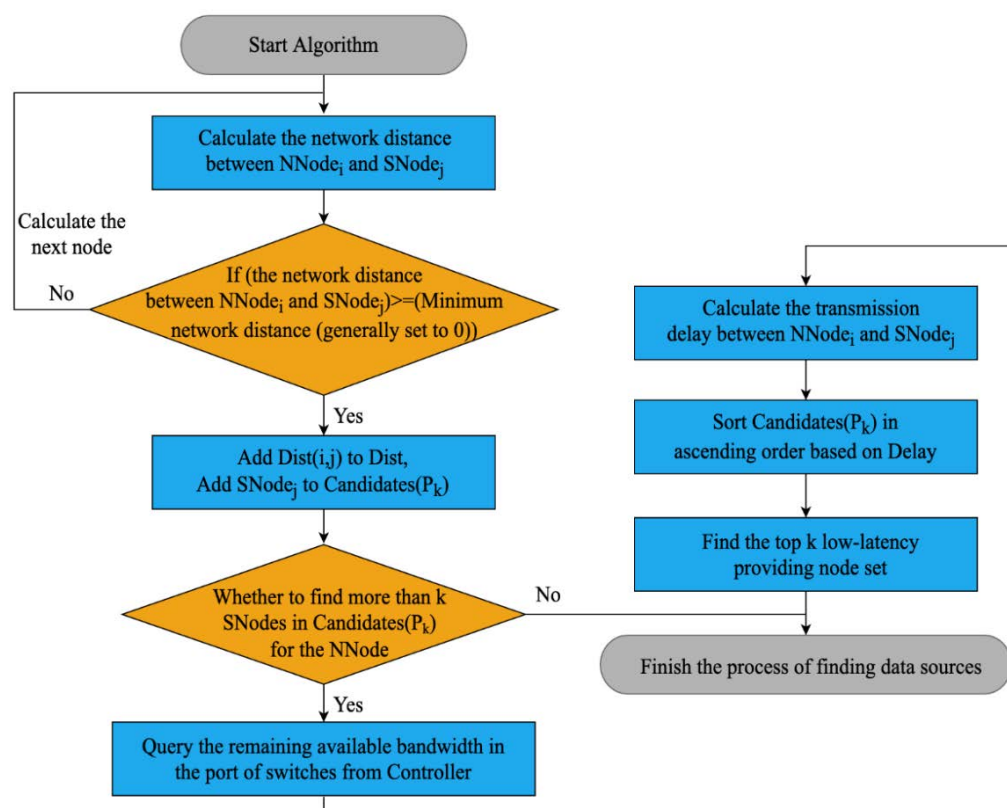 Start Algorithm
Calculate the network distance
between NNodeᵢ and SNodeⱼ
Calculate the
next node
No
If (the network distance
between NNodeᵢ and SNodeⱼ)>=(Minimum
network distance (generally set to 0))
Yes
Add Dist(i,j) to Dist,
Add SNodeⱼ to Candidates(Pₖ)
Whether to find more than k
SNodes in Candidates(Pₖ)
for the NNode
No
Yes
Query the remaining available bandwidth in
the port of switches from Controller
Calculate the transmission
delay between NNodeᵢ and SNodeⱼ
Sort Candidates(Pₖ) in
ascending order based on Delay
Find the top k low-latency
providing node set
Finish the process of finding data sources